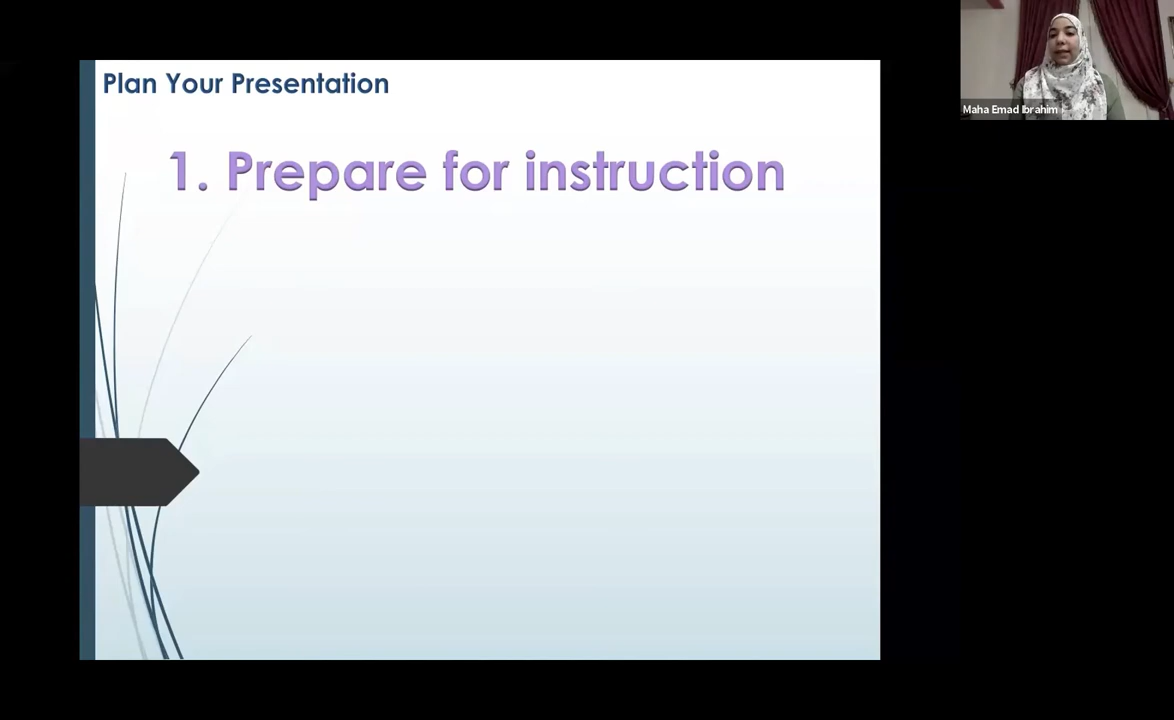 Plan Your Presentation
1. Prepare for instruction
Maha Emad Ibrahim